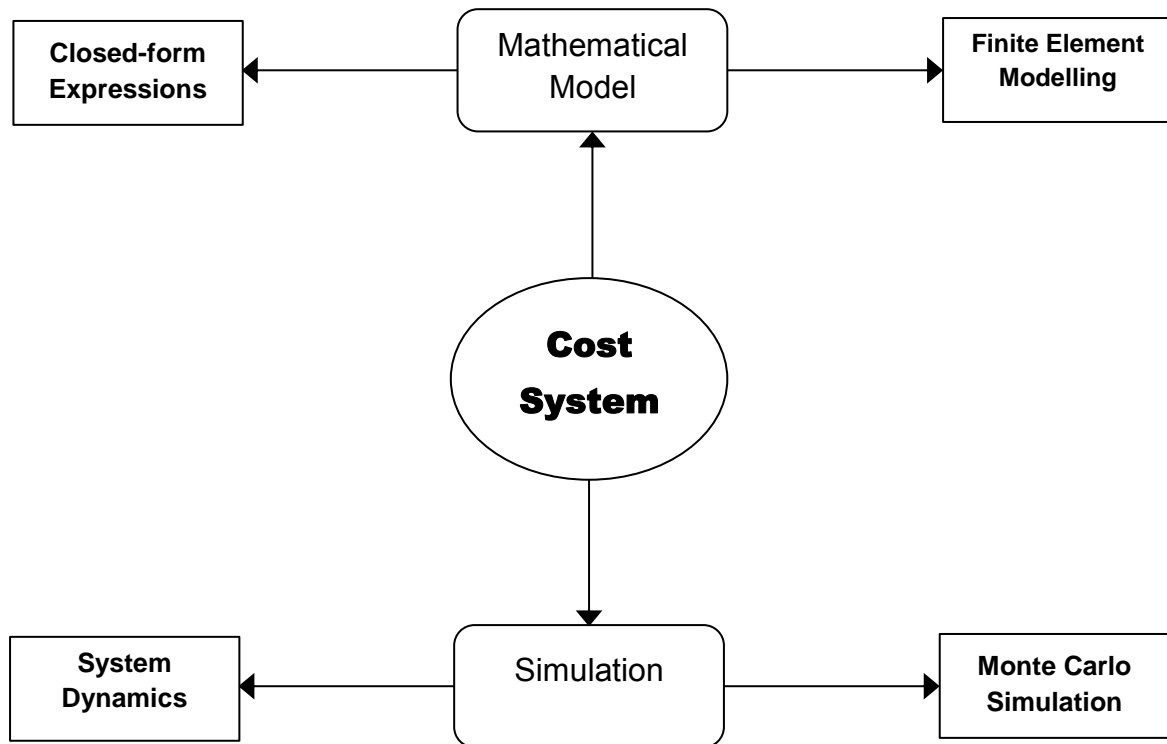 Closed-form
Expressions
Mathematical
Model
Finite Element
Modelling
Cost
System
System
Dynamics
Simulation
Monte Carlo
Simulation